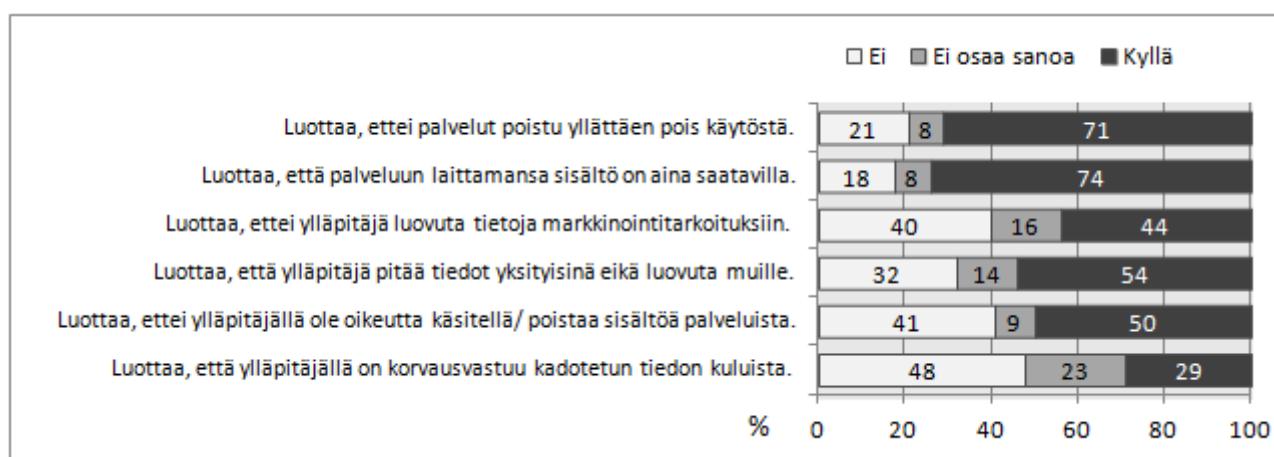 Ei Ei osaa sanoa Kyllä
Luottaa, ettei palvelut poistu yllättäen pois käytöstä. 21 8 71
Luottaa, että palveluun laittamansa sisältö on aina saatavilla. 18 8 74
Luottaa, ettei ylläpitäjä luovuta tietoja markkinointitarkoituksiin. 40 16 44
Luottaa, että ylläpitäjä pitää tiedot yksityisinä eikä luovuta muille. 32 14 54
Luottaa, ettei ylläpitäjällä ole oikeutta käsitellä/ poistaa sisältöä palveluista. 41 9 50
Luottaa, että ylläpitäjällä on korvausvastuu kadotetun tiedon kuluista. 48 23 29
% 0 20 40 60 80 100